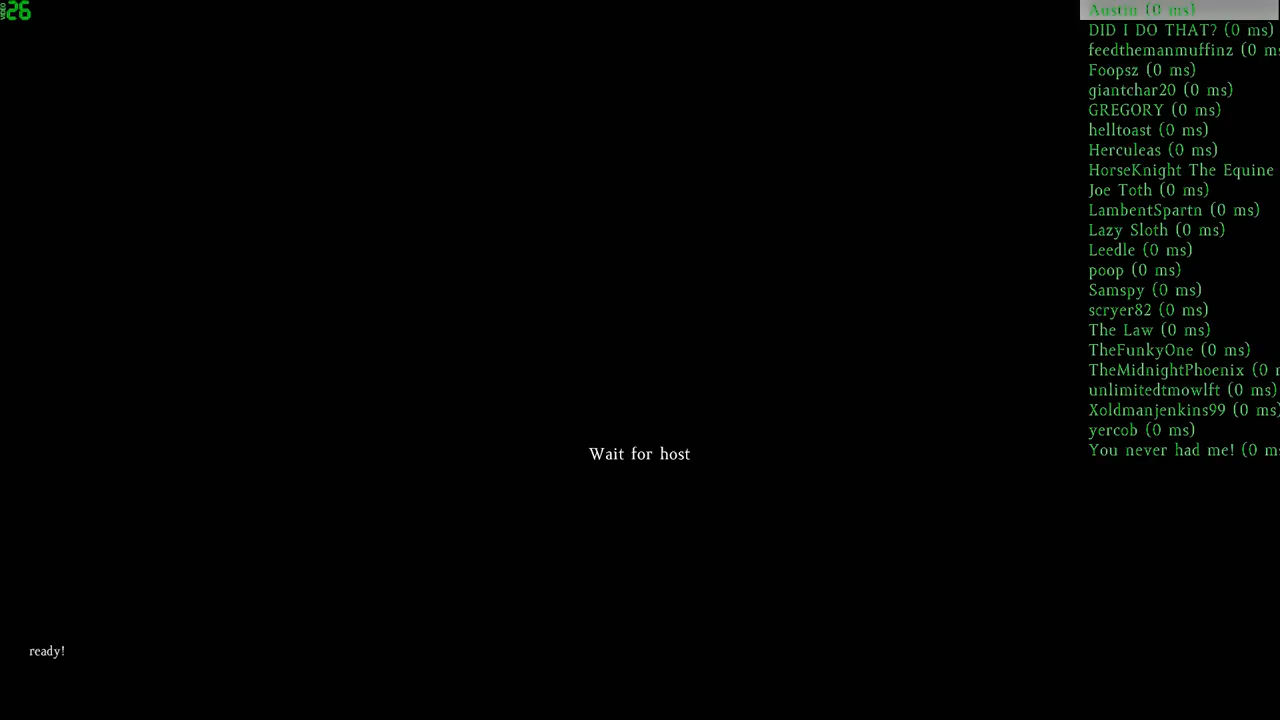 26
Austin (0 ms)
DID I DO THAT? (0 ms)
feedthemanmuffinz (0 ms
Foopsz (0 ms)
giantchar20 (0 ms)
GREGORY (0 ms)
helltoast (0 ms)
Herculeas (0 ms)
HorseKnight The Equine
Joe Toth (0 ms)
LambentSpartn (0 ms)
Lazy Sloth (0 ms)
Leedle (0 ms)
poop (0 ms)
Samspy (0 ms)
scryer82 (0 ms)
The Law (0 ms)
TheFunkyOne (0 ms)
TheMidnightPhoenix (0 m
unlimitedtmowlft (0 ms)
Xoldmanjenkins99 (0 ms)
yercob (0 ms)
You never had me! (0 ms
Wait for host
ready!